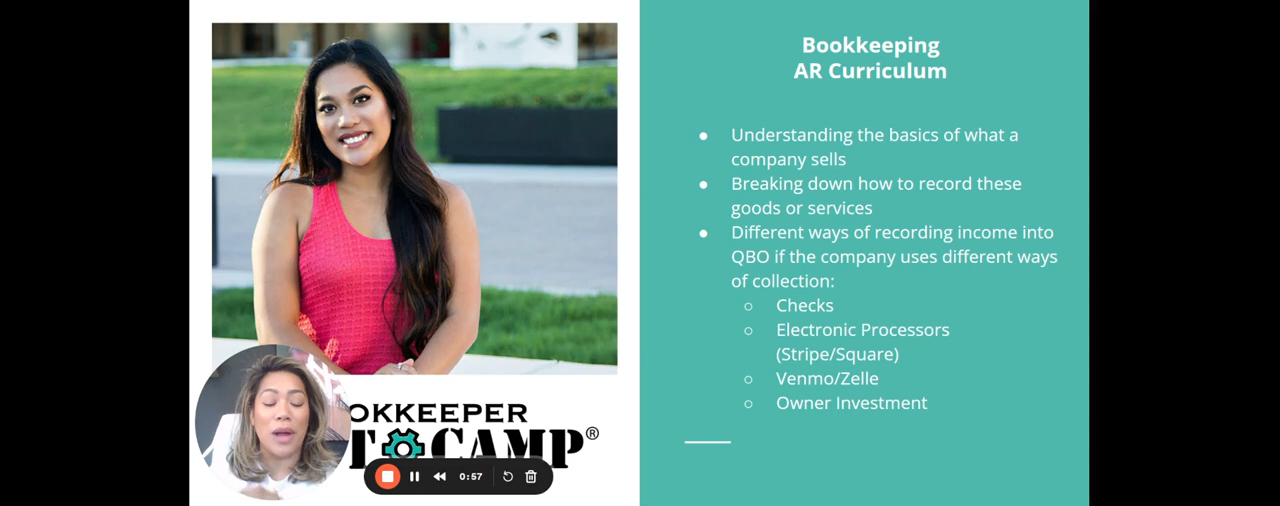 Bookkeeping
AR Curriculum
● Understanding the basics of what a
company sells
● Breaking down how to record these
goods or services
● Different ways of recording income into
QBO if the company uses different ways
of collection:
○ Checks
○ Electronic Processors
(Stripe/Square)
○ Venmo/Zelle
○ Owner Investment
OKKEEPER
T CAMP®
0:57